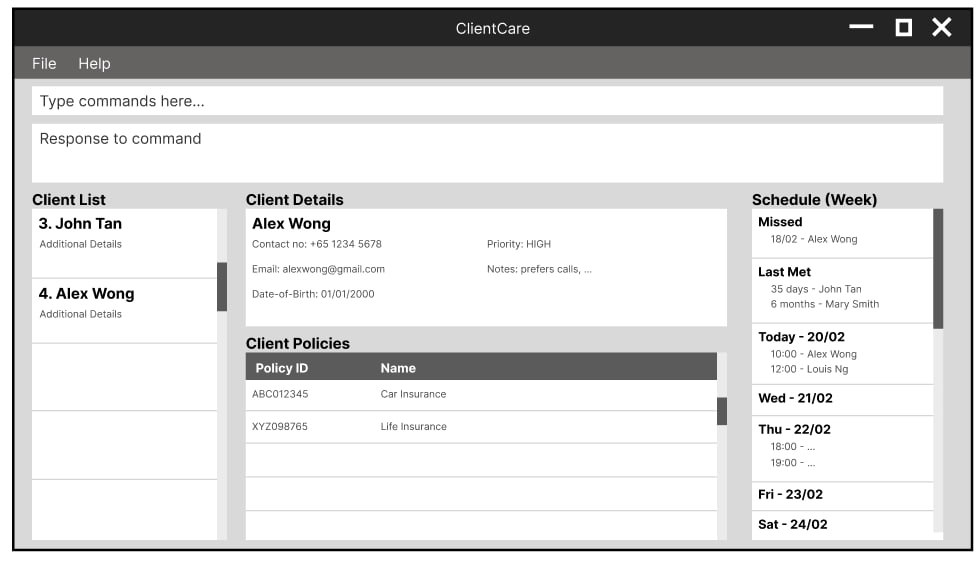 ClientCare
File Help
Type commands here...
Response to command
Client List
3. John Tan
Additional Details
4. Alex Wong
Additional Details
Client Details
Alex Wong
Contact no: +65 1234 5678 Priority: HIGH
Email: alexwong@gmail.com Notes: prefers calls, ...
Date-of-Birth: 01/01/2000
Client Policies
Policy ID Name
ABC012345 Car Insurance
XYZ098765 Life Insurance
Schedule (Week)
Missed
18/02 - Alex Wong
Last Met
35 days - John Tan
6 months - Mary Smith
Today - 20/02
10:00 - Alex Wong
12:00 - Louis Ng
Wed - 21/02
Thu - 22/02
18:00 - ...
19:00 - ...
Fri - 23/02
Sat - 24/02